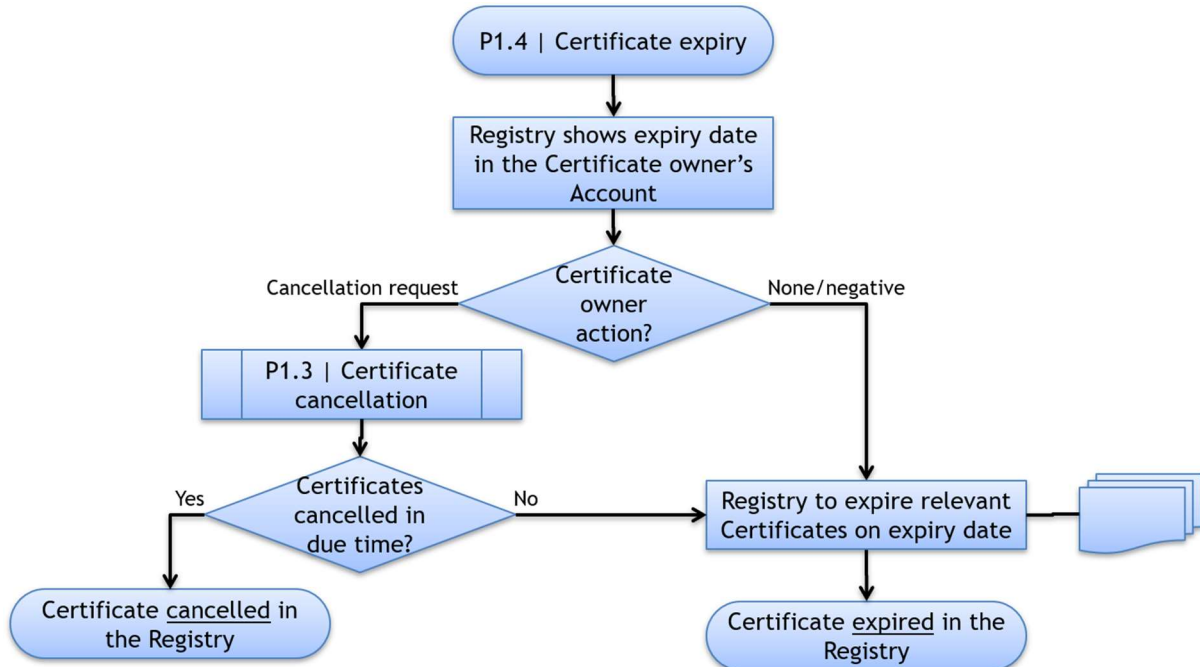 P1.4 | Certificate expiry
Registry shows expiry date
in the Certificate owner’s
Account
Cancellation request
Certificate
owner
action?
None/negative
P1.3 | Certificate
cancellation
Yes
Certificates
cancelled in
due time?
No
Registry to expire relevant
Certificates on expiry date
Certificate cancelled in
the Registry
Certificate expired in the
Registry